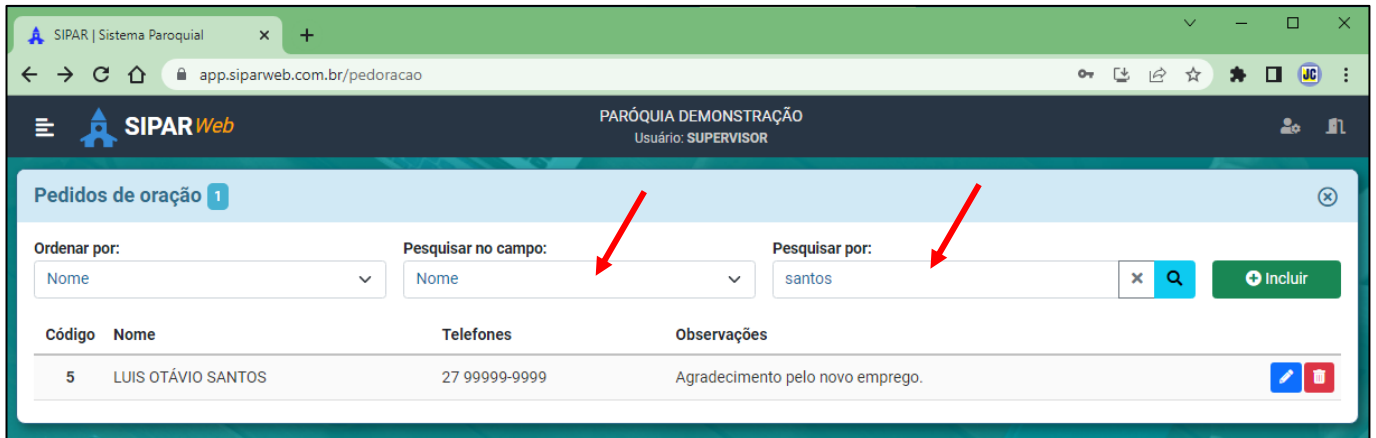 SIPAR | Sistema Paroquial
app.siparweb.com.br/pedoracao
JC
SIPARWeb
PARÓQUIA DEMONSTRAÇÃO
Usuário: SUPERVISOR
Pedidos de oração 1
Ordenar por: Pesquisar no campo: Pesquisar por:
Nome Nome santos Incluir
Código Nome Telefones Observações
5 LUIS OTÁVIO SANTOS 27 99999-9999 Agradecimento pelo novo emprego.